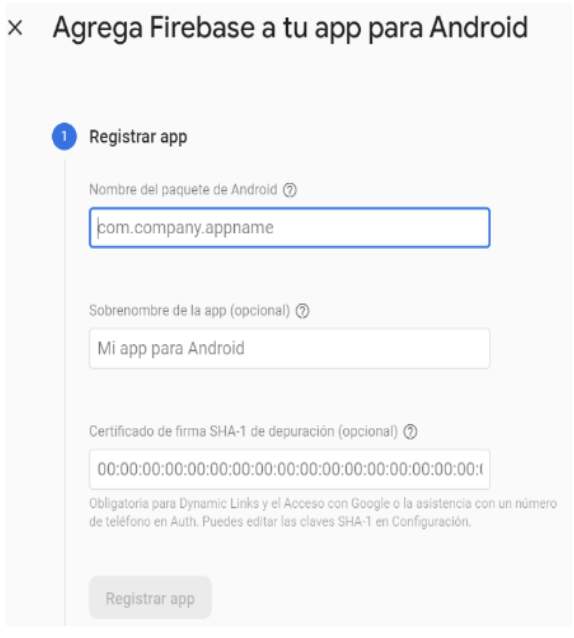 × Agrega Firebase a tu app para Android
1 Registrar app
Nombre del paquete de Android ?
com.company.appname
Sobrenombre de la app (opcional) ?
Mi app para Android
Certificado de firma SHA-1 de depuración (opcional) ?
00:00:00:00:00:00:00:00:00:00:00:00:00:00:00:00:00:(
Obligatoria para Dynamic Links y el Acceso con Google o la asistencia con un número
de teléfono en Auth. Puedes editar las claves SHA-1 en Configuración.
Registrar app